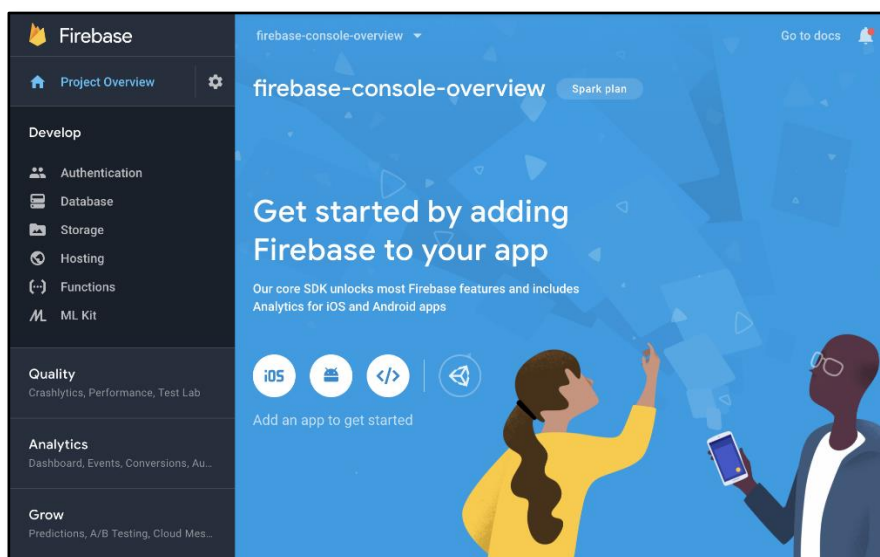 Firebase
Project Overview
Develop
Authentication
Database
Storage
Hosting
Functions
ML Kit
Quality
Crashlytics, Performance, Test Lab
Analytics
Dashboard, Events, Conversions, Au...
Grow
Predictions, A/B Testing, Cloud Mes...
firebase-console-overview
Go to docs
firebase-console-overview
Spark plan
Get started by adding
Firebase to your app
Our core SDK unlocks most Firebase features and includes
Analytics for iOS and Android apps
iOS
</>
Add an app to get started